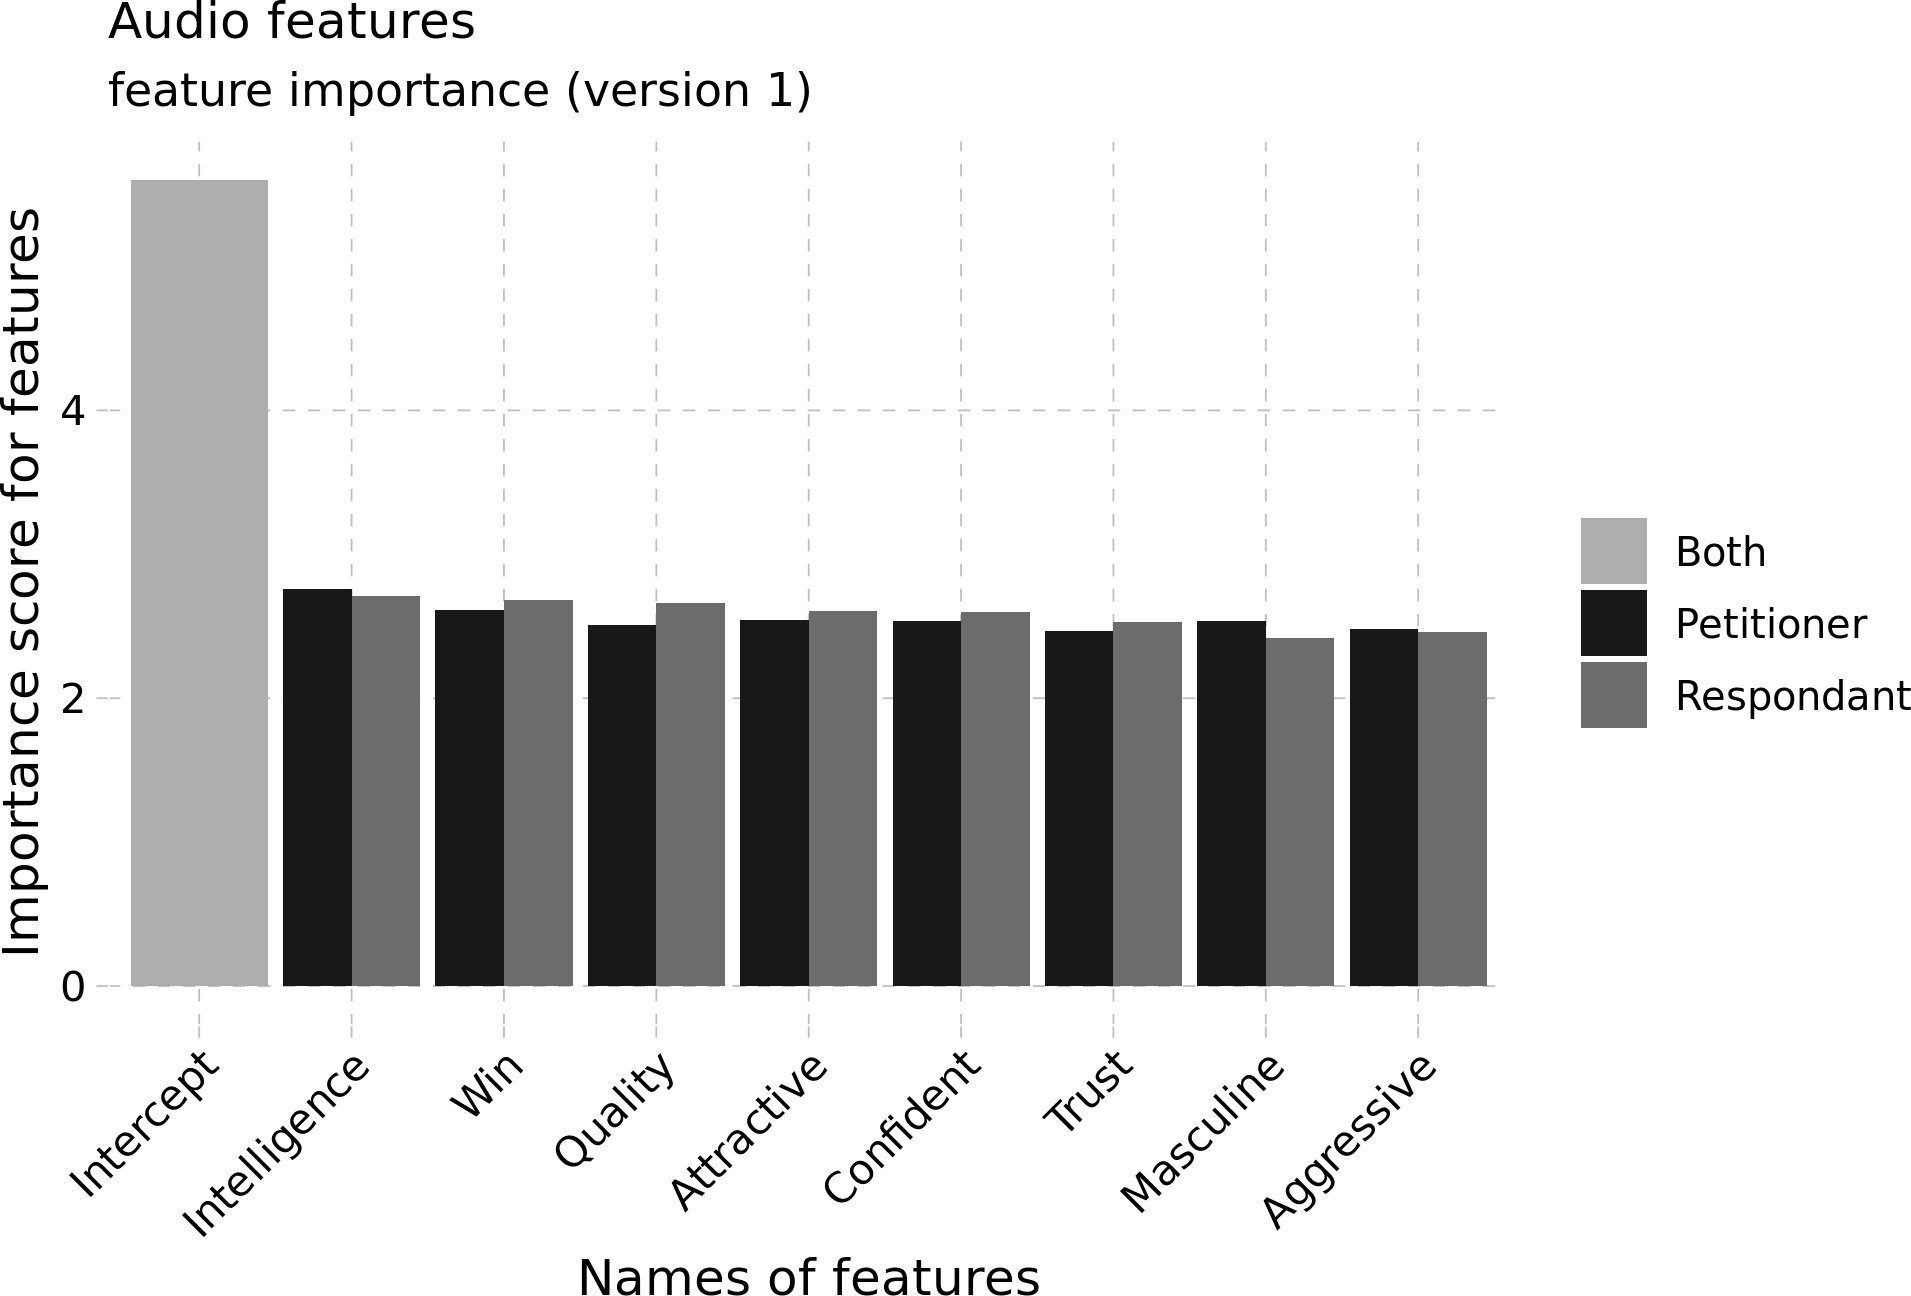 Audio features
feature importance (version 1)
Importance score for features
4
2
0
Intercept
Intelligence
Win
Quality
Attractive
Confident
Trust
Masculine
Aggressive
Names of features
Both
Petitioner
Respondant